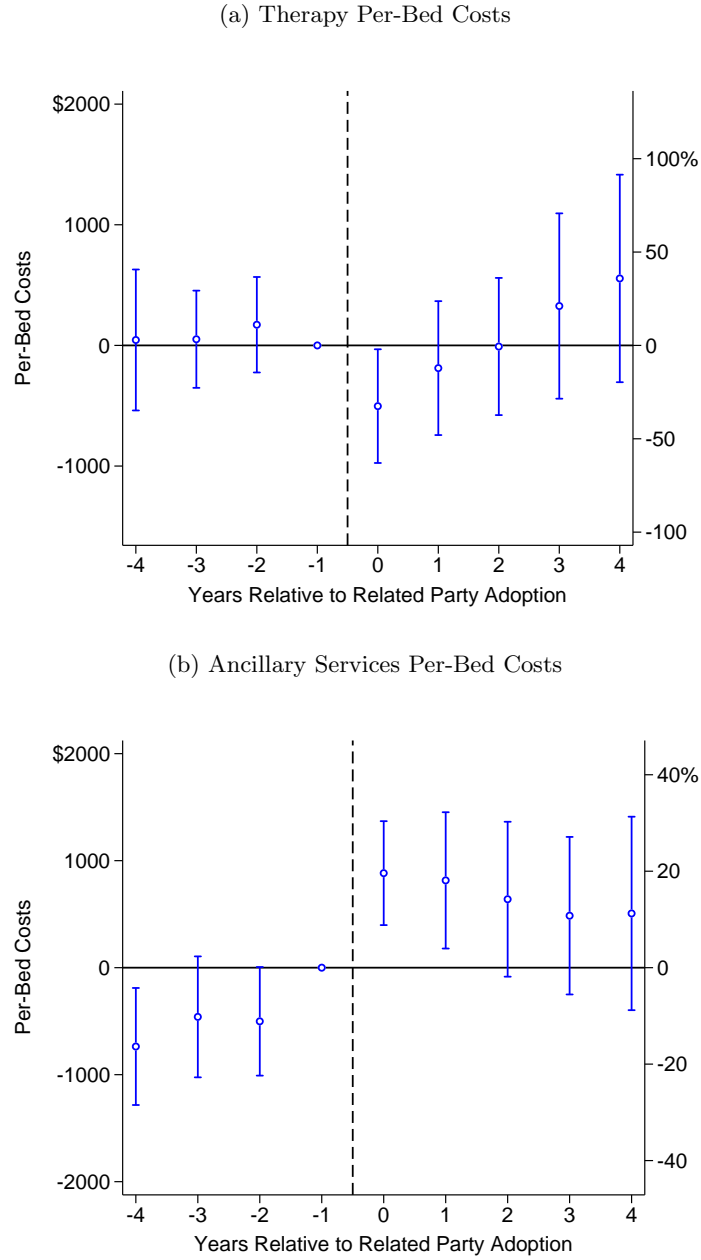 (a) Therapy Per-Bed Costs
$2000
1000
0
-1000
100%
50
0
-50
-100
Per-Bed Costs
-4 -3 -2 -1 0 1 2 3 4
Years Relative to Related Party Adoption
(b) Ancillary Services Per-Bed Costs
$2000
1000
0
-1000
-2000
40%
20
0
-20
-40
Per-Bed Costs
-4 -3 -2 -1 0 1 2 3 4
Years Relative to Related Party Adoption